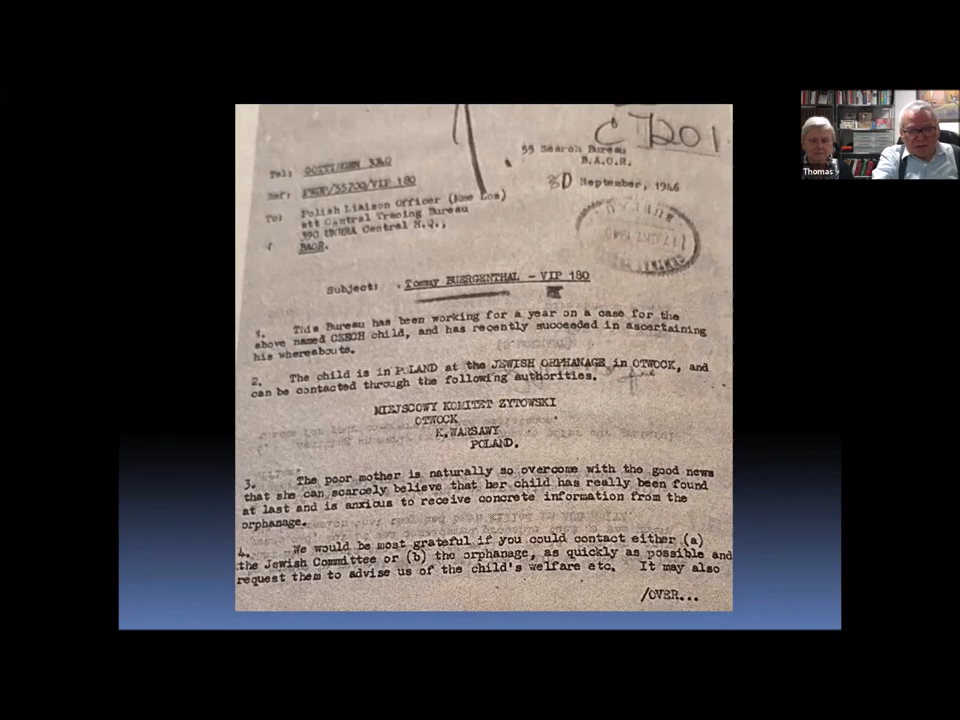 C 7201
55 Search Bureau
B.A.O.R.
Tel: GOTTINGEN 3340
Ref: /55700/VIP 180
30 September, 1946
To: Polish Liaison Officer (Mme Los)
att Central Tracing Bureau
390 UNRRA Central H.Q.,
BAOR.
Subject: Tommy BUERGENTHAL - VIP 180
1. This Bureau has been working for a year on a case for the
above named CZECH child, and has recently succeeded in ascertaining
his whereabouts.
2. The child is in POLAND at the JEWISH ORPHANAGE in OTWOCK, and
can be contacted through the following authorities.
MIEJSCOWY KOMITET ZYTOWSKI
OTWOCK
K.WARSAWY
POLAND.
3. The poor mother is naturally so overcome with the good news
that she can scarcely believe that her child has really been found
at last and is anxious to receive concrete information from the
orphanage.
4. We would be most grateful if you could contact either (a)
the Jewish Committee or (b) the orphanage, as quickly as possible and
request them to advise us of the child's welfare etc. It may also
/OVER...
Thomas